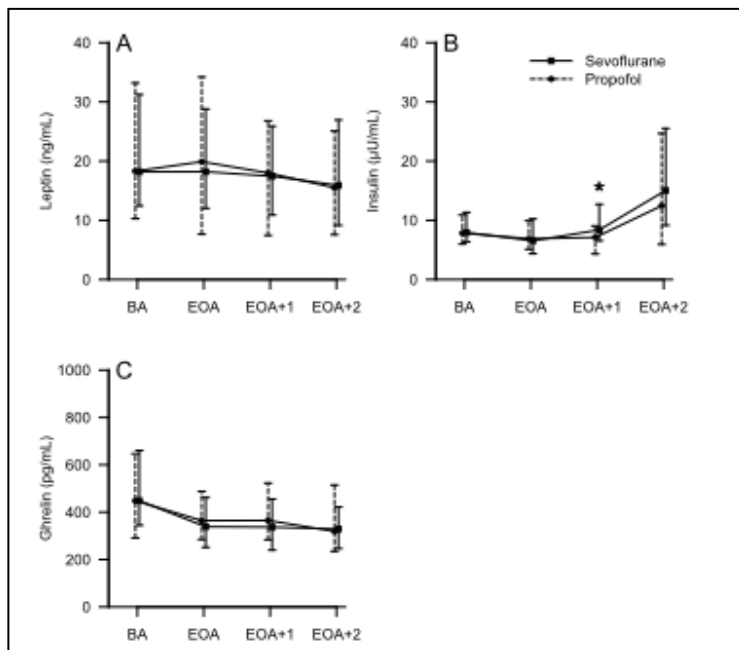 A
40
30
20
10
0
Leptin (ng/mL)
BA EOA EOA+1 EOA+2
B
40
30
20
10
0
Insulin (µU/mL)
Sevoflurane
Propofol
*
BA EOA EOA+1 EOA+2
C
1000
800
600
400
200
0
Ghrelin (pg/mL)
BA EOA EOA+1 EOA+2